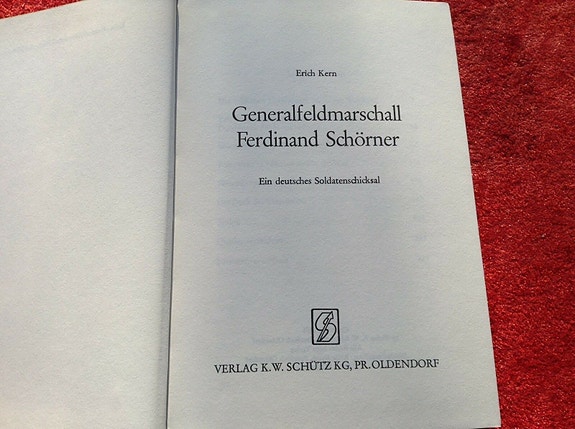 Erich Kern
Generalfeldmarschall
Ferdinand Schörner
Ein deutsches Soldatenschicksal
VERLAG K.W. SCHÜTZ KG, PR. OLDENDORF